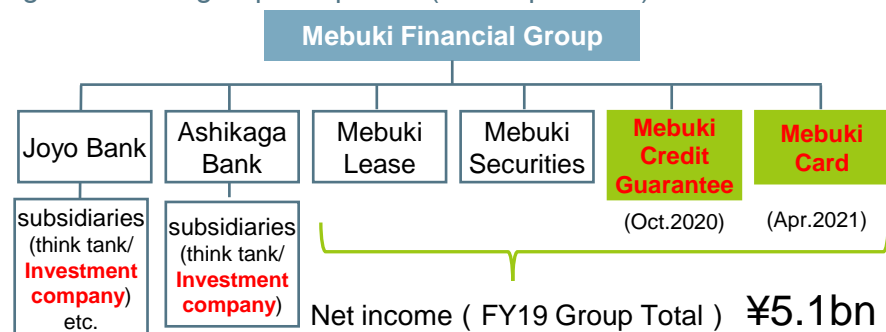 Mebuki Financial Group
Joyo Bank
Ashikaga
Bank
Mebuki
Lease
Mebuki
Securities
Mebuki
Credit
Guarantee
Mebuki
Card
(Oct.2020)
(Apr.2021)
subsidiaries
(think tank/
Investment
company)
etc.
subsidiaries
(think tank/
Investment
company)
Net income ( FY19 Group Total ) ¥5.1bn